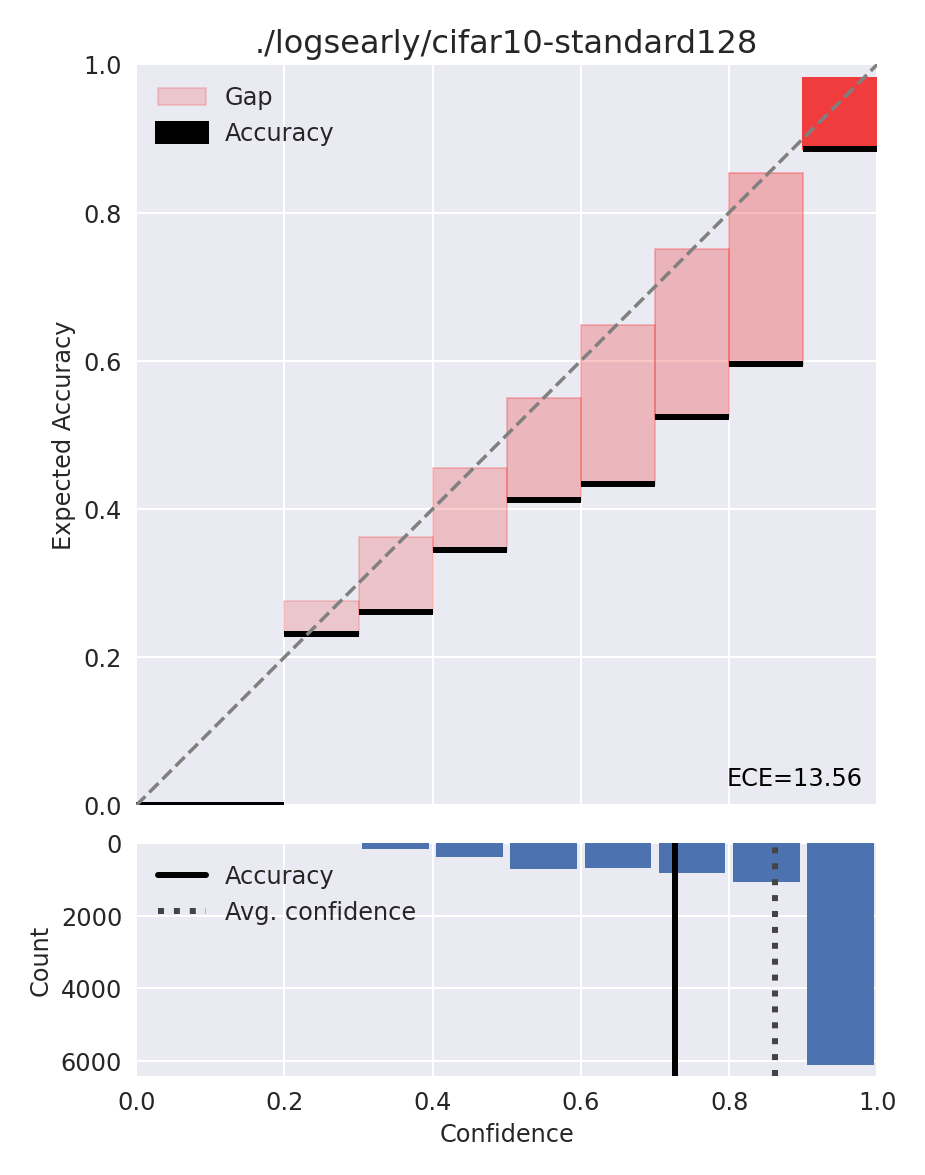 ./logsearly/cifar10-standard128
1.0
Gap
Accuracy
0.8
0.6
Expected Accuracy
0.4
0.2
ECE=13.56
0.0
0
Accuracy
2000
Avg. confidence
Count
4000
6000
0.0 0.2 0.4 0.6 0.8 1.0
Confidence